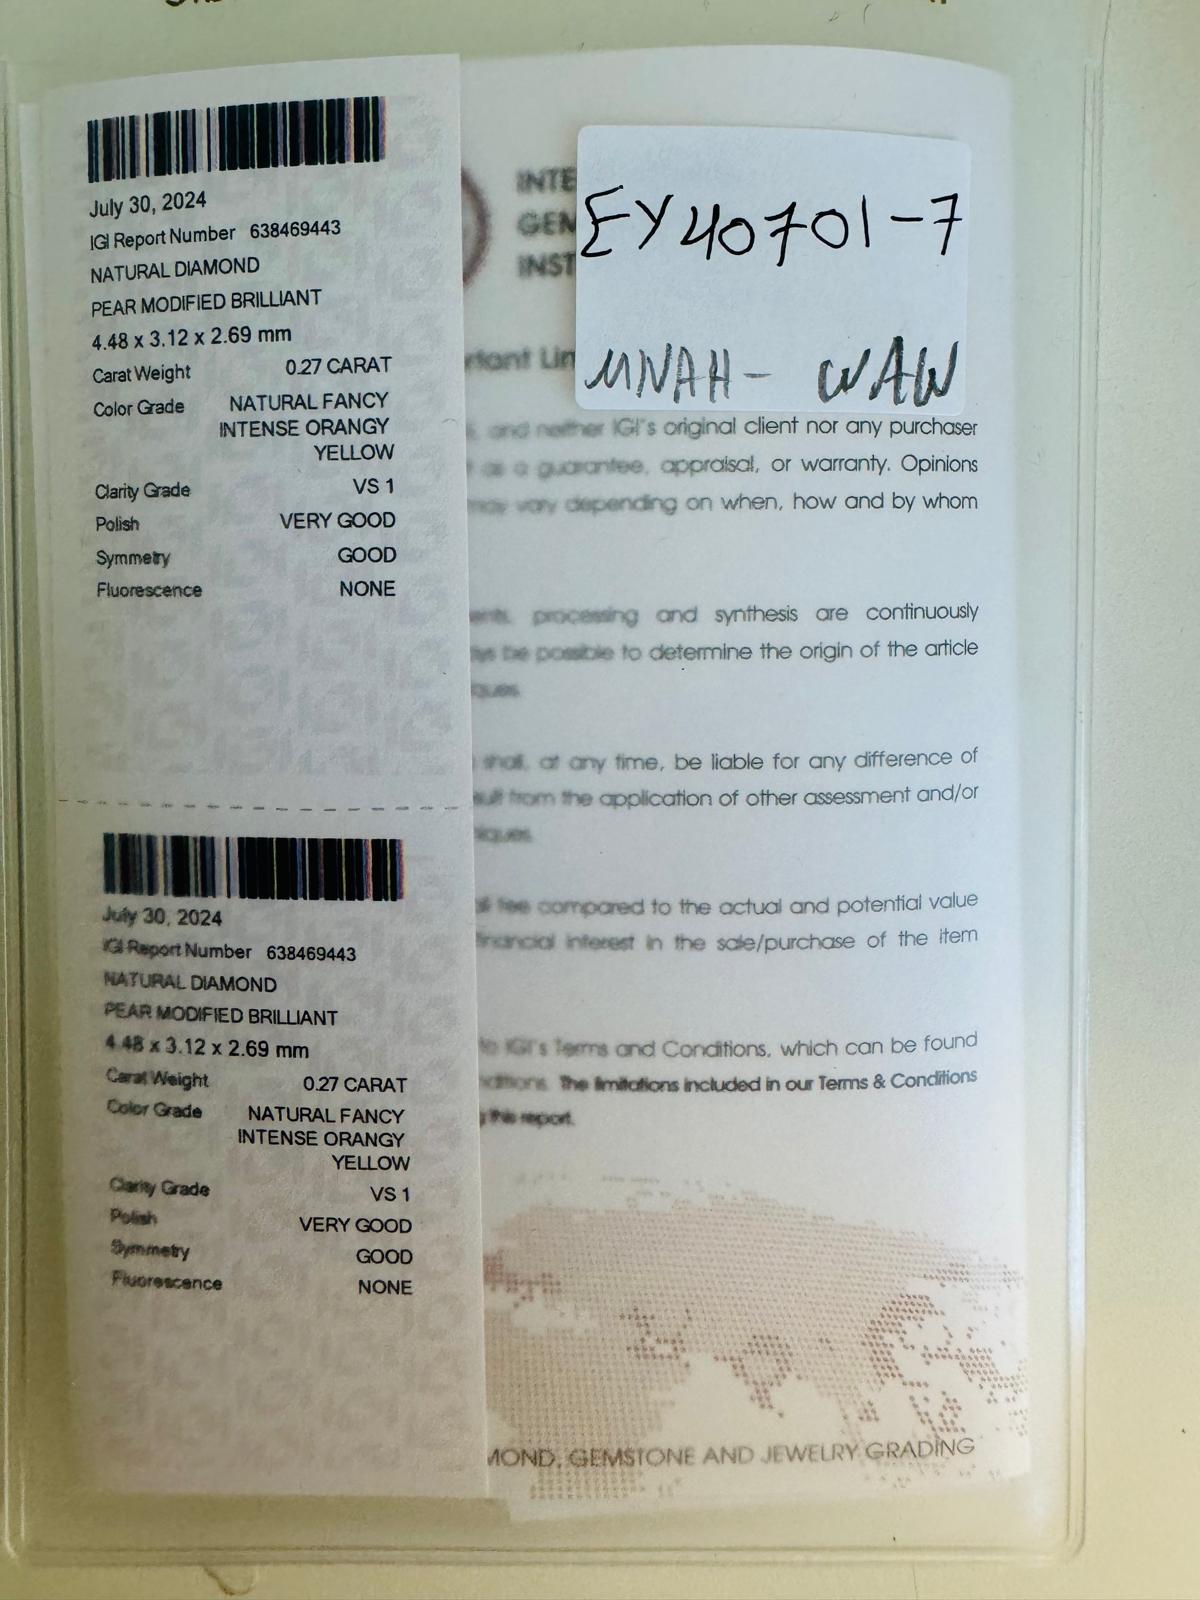 July 30, 2024
IGI Report Number 638469443
NATURAL DIAMOND
PEAR MODIFIED BRILLIANT
4.48 x 3.12 x 2.69 mm
Carat Weight 0.27 CARAT
Color Grade NATURAL FANCY
INTENSE ORANGY
YELLOW
Clarity Grade VS 1
Polish VERY GOOD
Symmetry GOOD
Fluorescence NONE
July 30, 2024
IGI Report Number 638469443
NATURAL DIAMOND
PEAR MODIFIED BRILLIANT
4.48 x 3.12 x 2.69 mm
Carat Weight 0.27 CARAT
Color Grade NATURAL FANCY
INTENSE ORANGY
YELLOW
Clarity Grade VS 1
Polish VERY GOOD
Symmetry GOOD
Fluorescence NONE
INTE
GEM
INST
EY40701-7
MNAH- WAW
rtant Lim
and neither IGI's original client nor any purchaser
as a guarantee, appraisal, or warranty. Opinions
may vary depending on when, how and by whom
processing and synthesis are continuously
be possible to determine the origin of the article
ques.
shall, at any time, be liable for any difference of
from the application of other assessment and/or
iques.
fee compared to the actual and potential value
financial interest in the sale/purchase of the item
to IGI's Terms and Conditions, which can be found
ditions. The limitations included in our Terms & Conditions
this report.
MOND, GEMSTONE AND JEWELRY GRADING